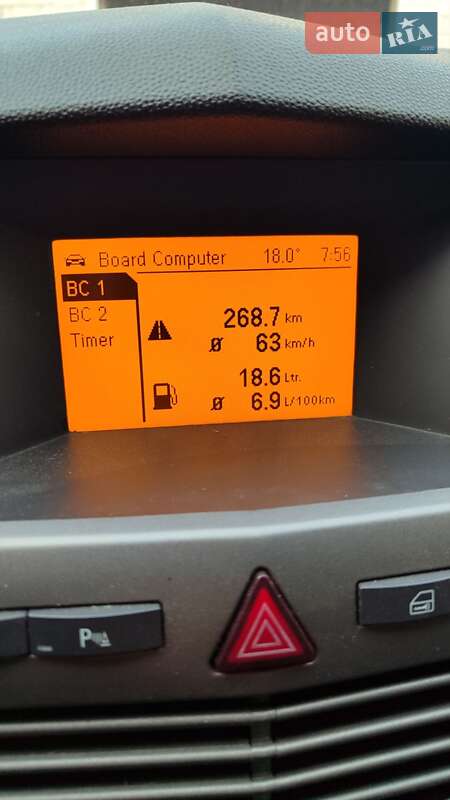 auto RIA.com
Board Computer 18.0° 7:56
BC 1
BC 2
Timer
268.7 km
Ø 63 km/h
18.6 Ltr.
Ø 6.9 L/100km
P